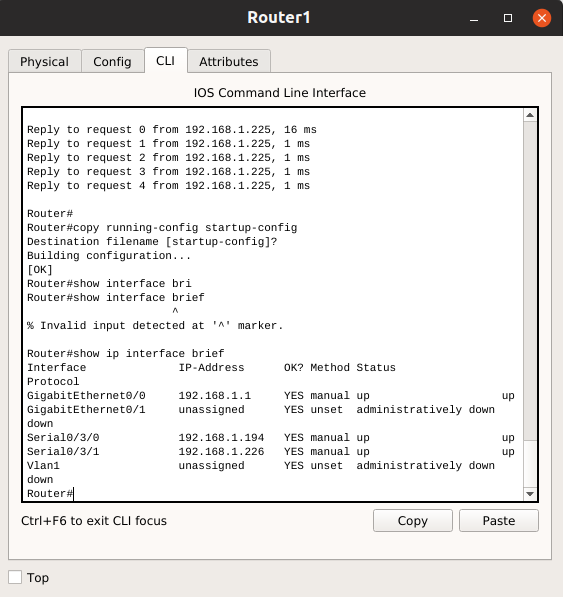 Router1
Physical Config CLI Attributes
IOS Command Line Interface
Reply to request 0 from 192.168.1.225, 16 ms
Reply to request 1 from 192.168.1.225, 1 ms
Reply to request 2 from 192.168.1.225, 1 ms
Reply to request 3 from 192.168.1.225, 1 ms
Reply to request 4 from 192.168.1.225, 1 ms
Router#
Router#copy running-config startup-config
Destination filename [startup-config]?
Building configuration...
[OK]
Router#show interface bri
Router#show interface brief
^
% Invalid input detected at '^' marker.
Router#show ip interface brief
Interface IP-Address OK? Method Status
Protocol
GigabitEthernet0/0 192.168.1.1 YES manual up up
GigabitEthernet0/1 unassigned YES unset administratively down
down
Serial0/3/0 192.168.1.194 YES manual up up
Serial0/3/1 192.168.1.226 YES manual up up
Vlan1 unassigned YES unset administratively down
down
Router#
Ctrl+F6 to exit CLI focus Copy Paste
Top